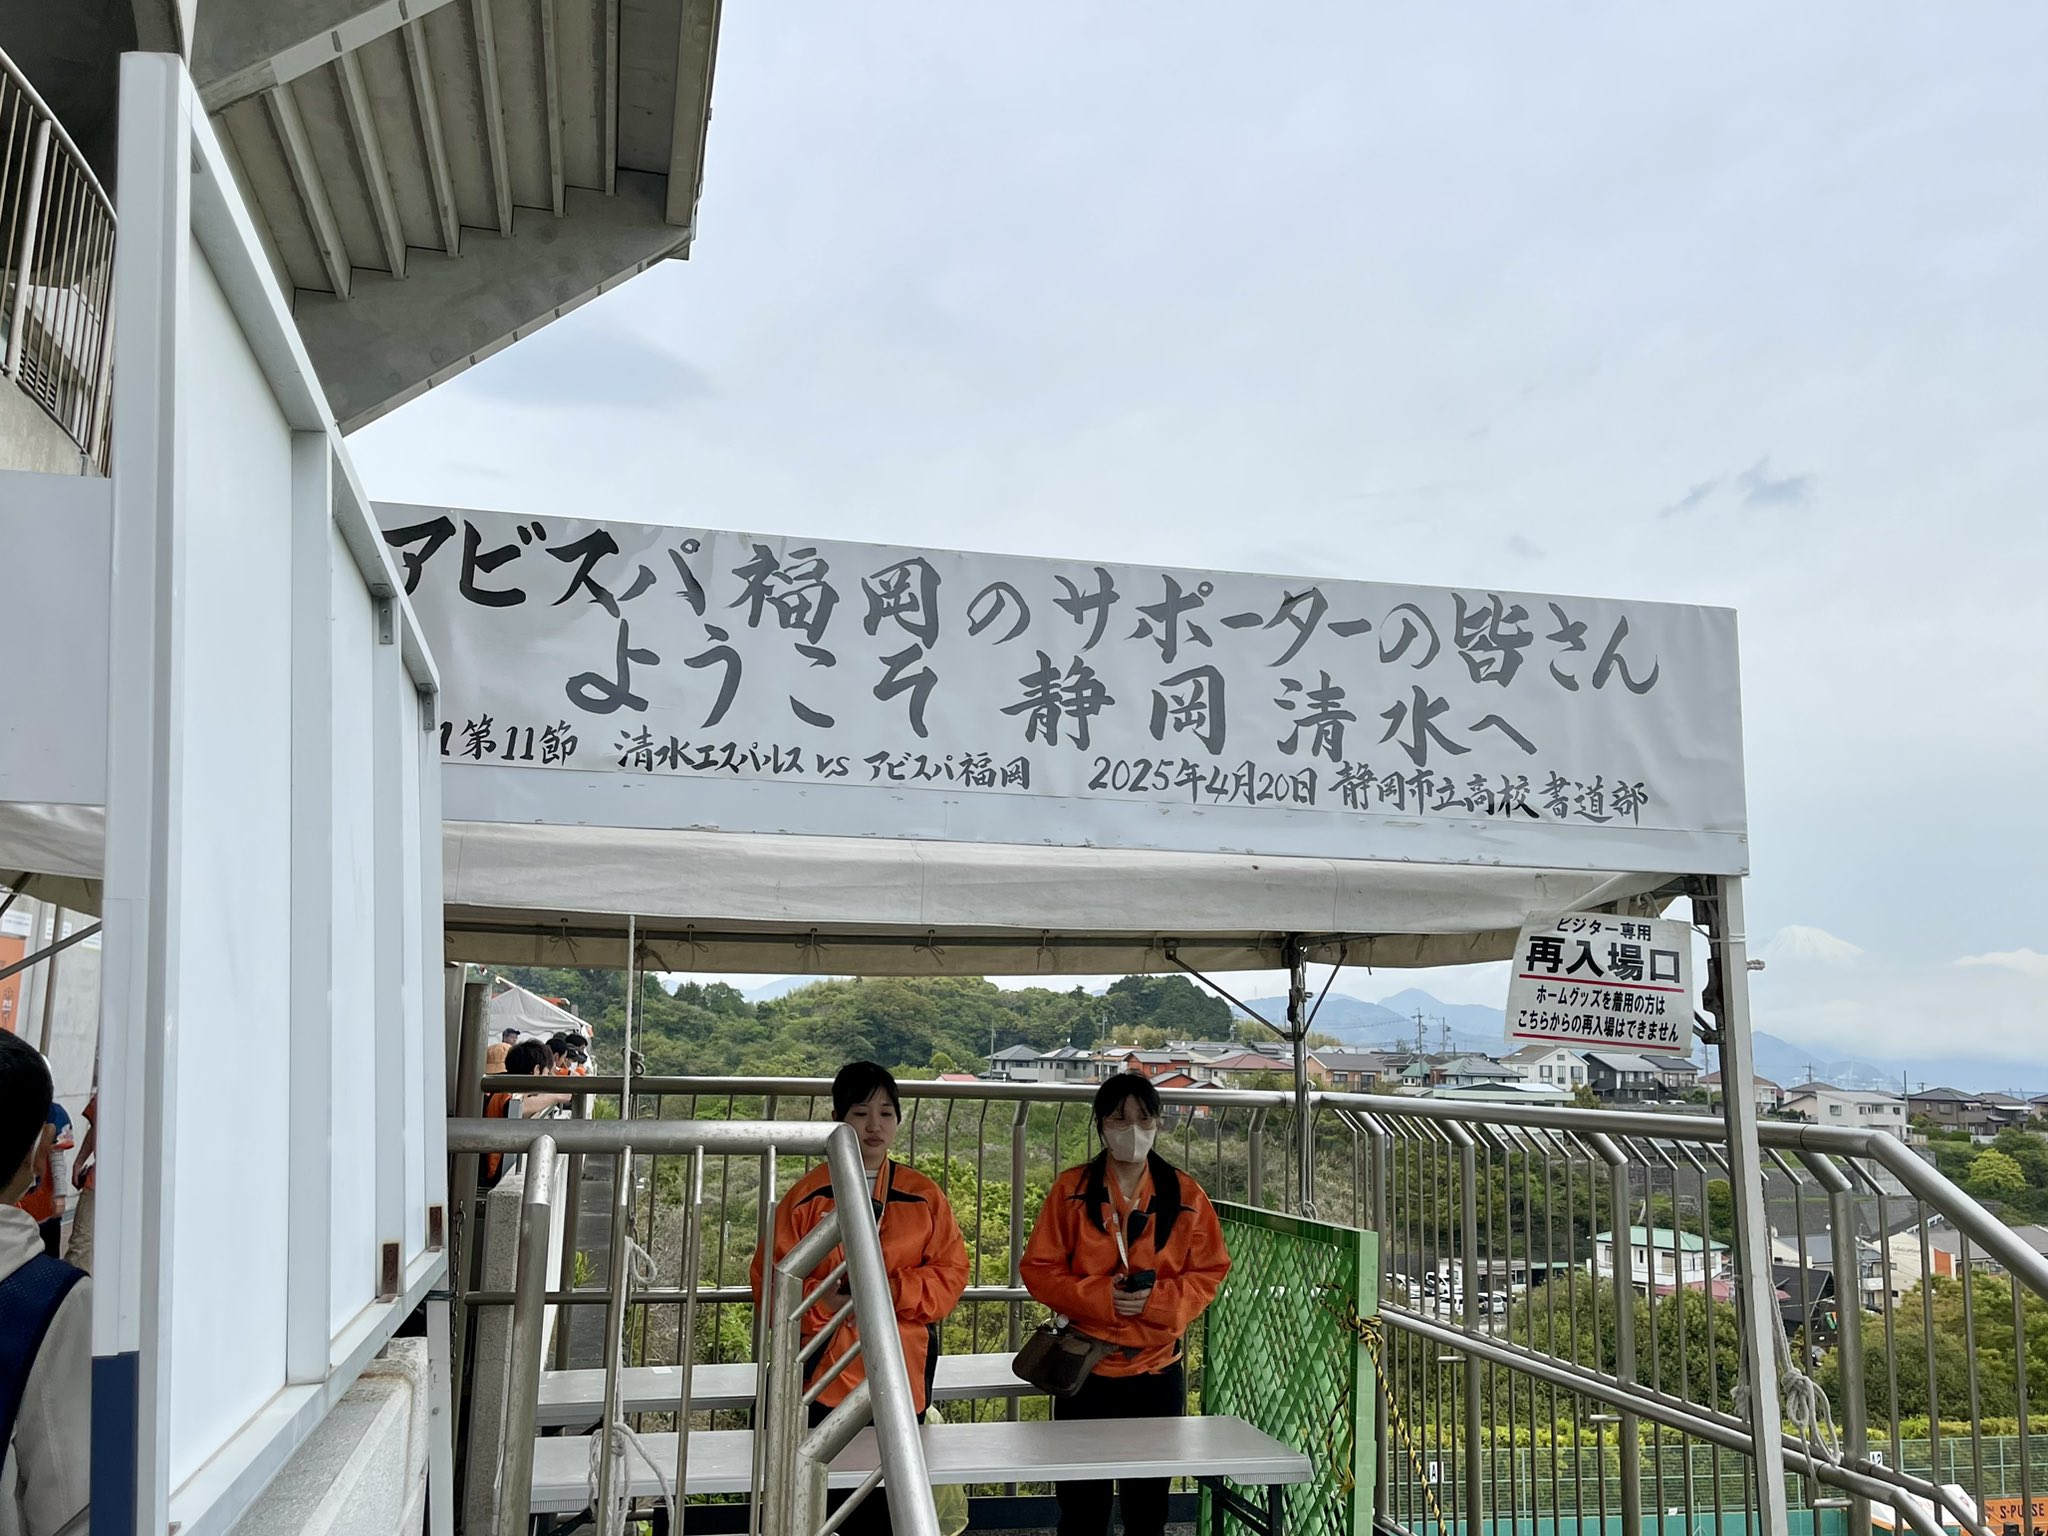 アビスパ福岡のサポーターの皆さん
ようこそ 静岡 清水へ
1 第11節 清水エスパルス VS アビスパ福岡 2025年4月20日 静岡市立高校 書道部
ビジター専用
再入場口
ホームグッズを着用の方は
こちらからの再入場はできません
A1
A2
S-PULSE